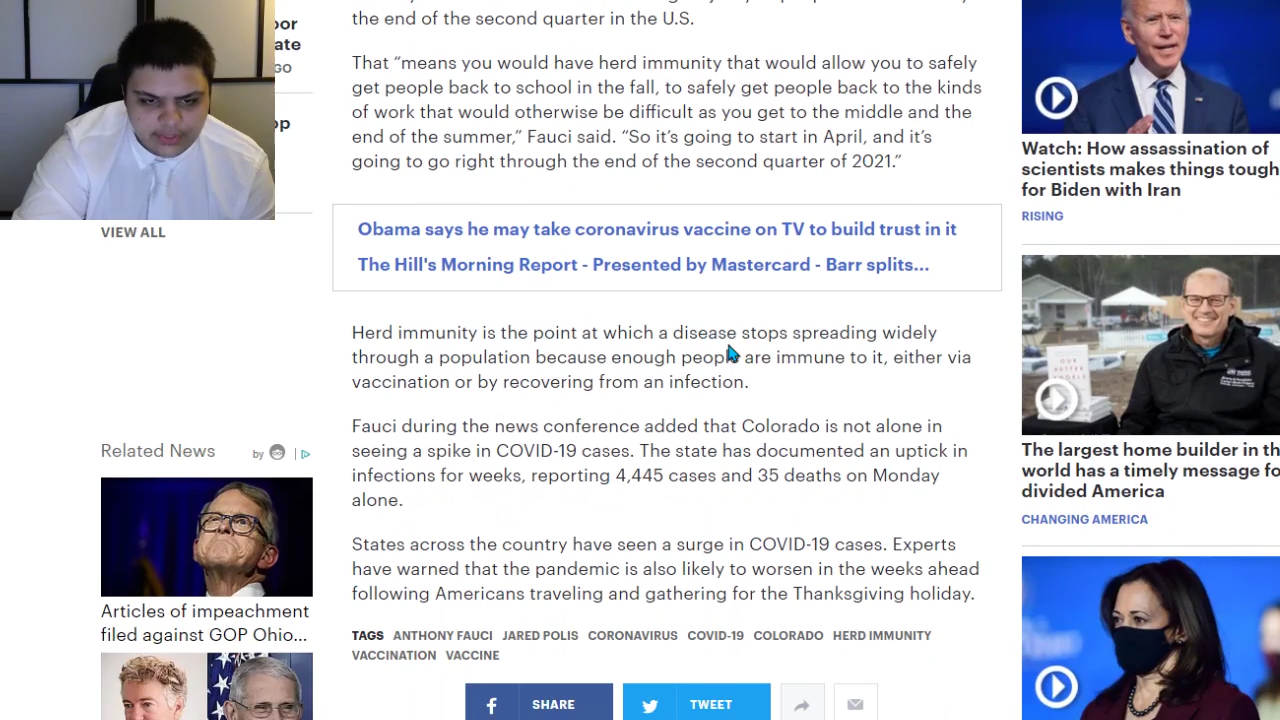 oor
ate
GO
op
VIEW ALL
the end of the second quarter in the U.S.
That “means you would have herd immunity that would allow you to safely
get people back to school in the fall, to safely get people back to the kinds
of work that would otherwise be difficult as you get to the middle and the
end of the summer,” Fauci said. “So it’s going to start in April, and it’s
going to go right through the end of the second quarter of 2021.”
Obama says he may take coronavirus vaccine on TV to build trust in it
The Hill's Morning Report - Presented by Mastercard - Barr splits...
Herd immunity is the point at which a disease stops spreading widely
through a population because enough people are immune to it, either via
vaccination or by recovering from an infection.
Fauci during the news conference added that Colorado is not alone in
seeing a spike in COVID-19 cases. The state has documented an uptick in
infections for weeks, reporting 4,445 cases and 35 deaths on Monday
alone.
States across the country have seen a surge in COVID-19 cases. Experts
have warned that the pandemic is also likely to worsen in the weeks ahead
following Americans traveling and gathering for the Thanksgiving holiday.
TAGS ANTHONY FAUCI JARED POLIS CORONAVIRUS COVID-19 COLORADO HERD IMMUNITY
VACCINATION VACCINE
SHARE
TWEET
Related News
by
Articles of impeachment
filed against GOP Ohio...
Watch: How assassination of
scientists makes things tough
for Biden with Iran
RISING
OUR
BETTER
ANGELS
The largest home builder in th
world has a timely message fo
divided America
CHANGING AMERICA